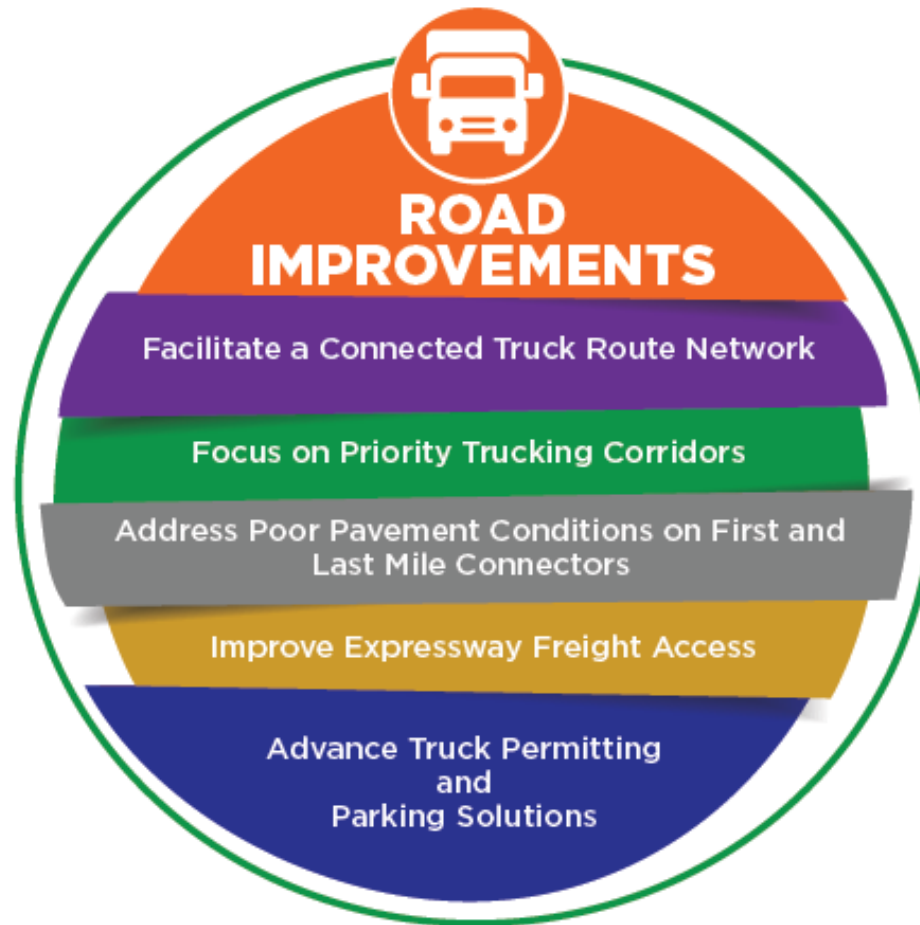 ROAD
IMPROVEMENTS
Facilitate a Connected Truck Route Network
Focus on Priority Trucking Corridors
Address Poor Pavement Conditions on First and
Last Mile Connectors
Improve Expressway Freight Access
Advance Truck Permitting
and
Parking Solutions